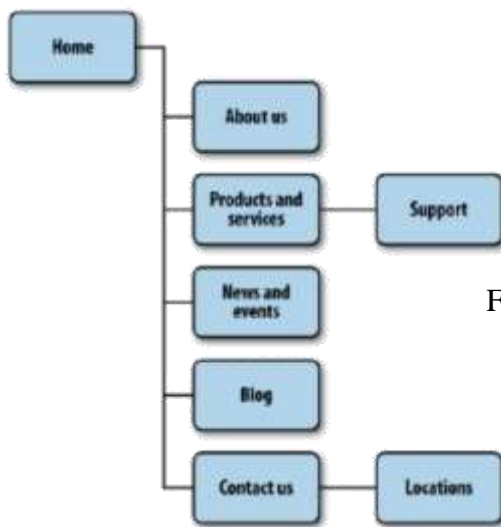 Home
About us
Products and
services
Support
News and
events
F
Blog
Contact us
Locations